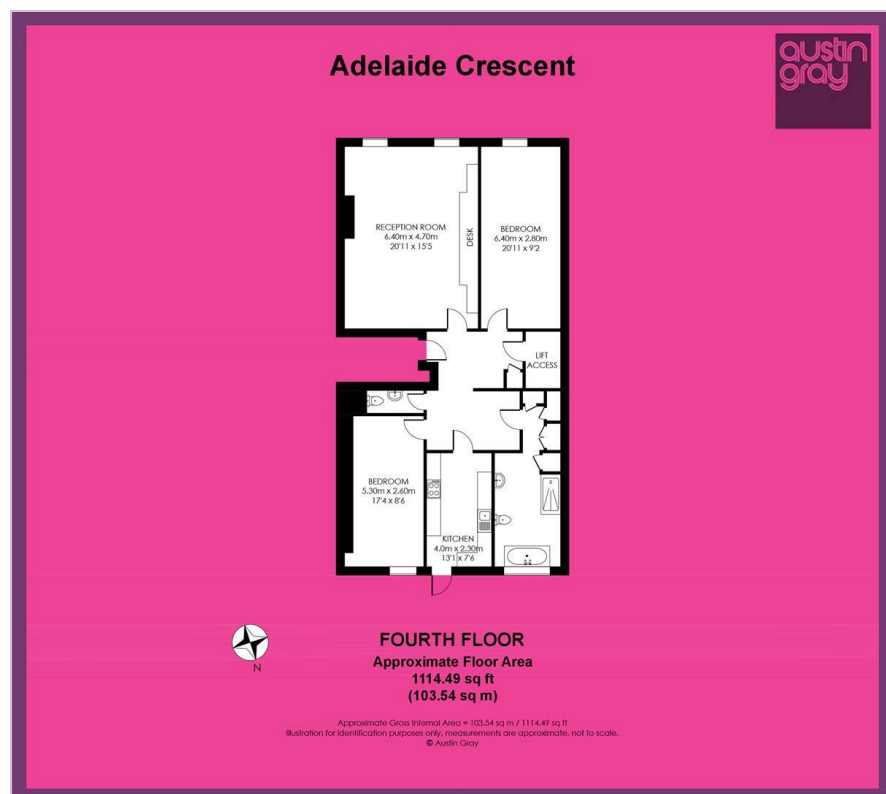 Adelaide Crescent
austin
gray
RECEPTION ROOM
6.40m x 4.70m
20'11 x 15'5
DESK
BEDROOM
6.40m x 2.80m
20'11 x 9'2
LIFT
ACCESS
BEDROOM
5.30m x 2.60m
17'4 x 8'6
KITCHEN
4.0m x 2.30m
13'1 x 7'6
N
FOURTH FLOOR
Approximate Floor Area
1114.49 sq ft
(103.54 sq m)
Approximate Gross Internal Area = 103.54 sq m / 1114.49 sq ft
Illustration for identification purposes only, measurements are approximate, not to scale.
© Austin Gray